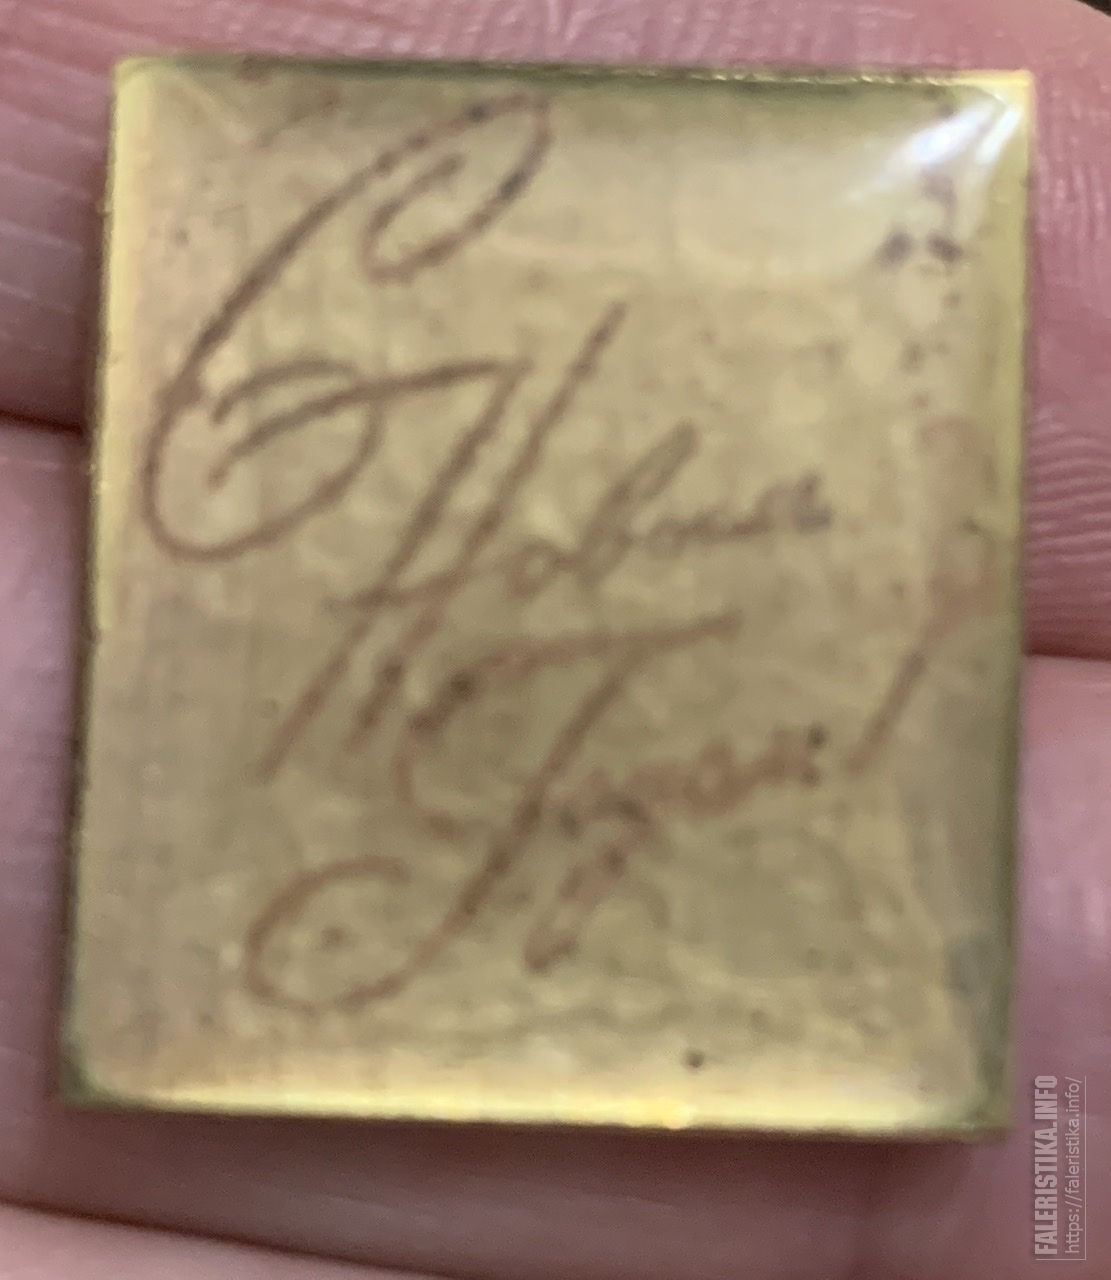 С
Новым
Годом!
FALERISTIKA.INFO
https://faleristika.info/